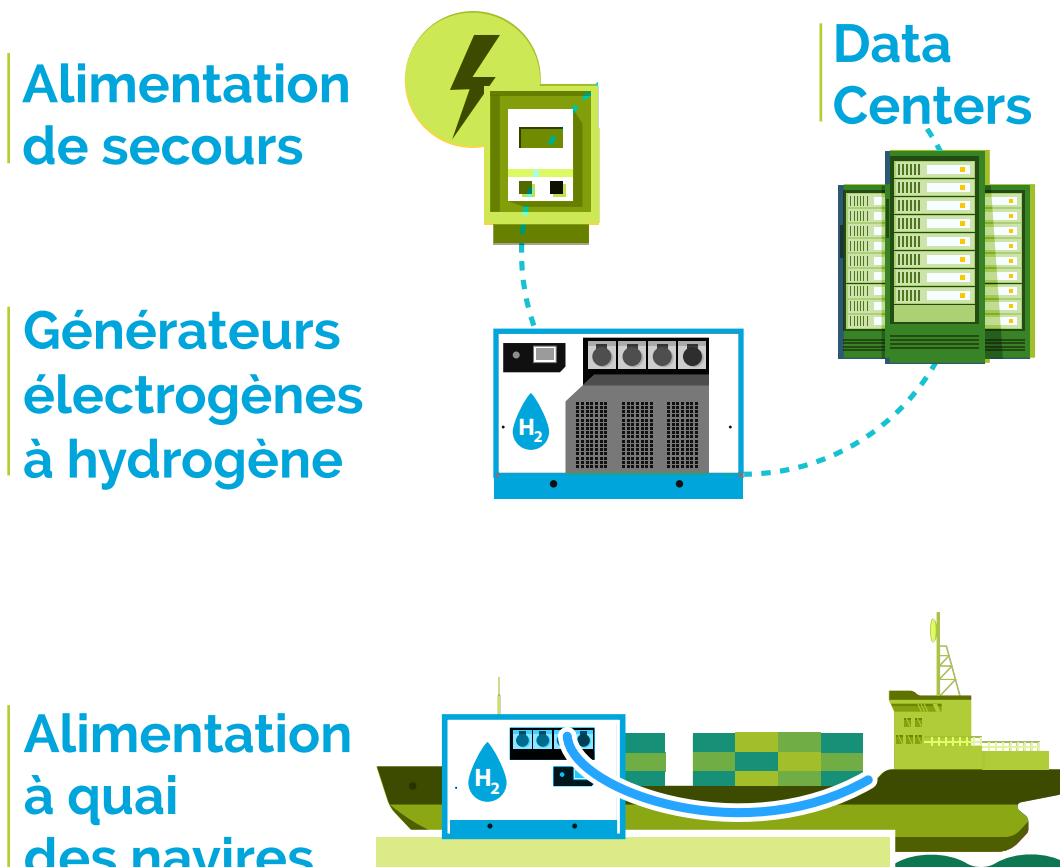 Alimentation
de secours
Data
Centers
Générateurs
électrogènes
à hydrogène
H2
Alimentation
à quai
des navires
H2